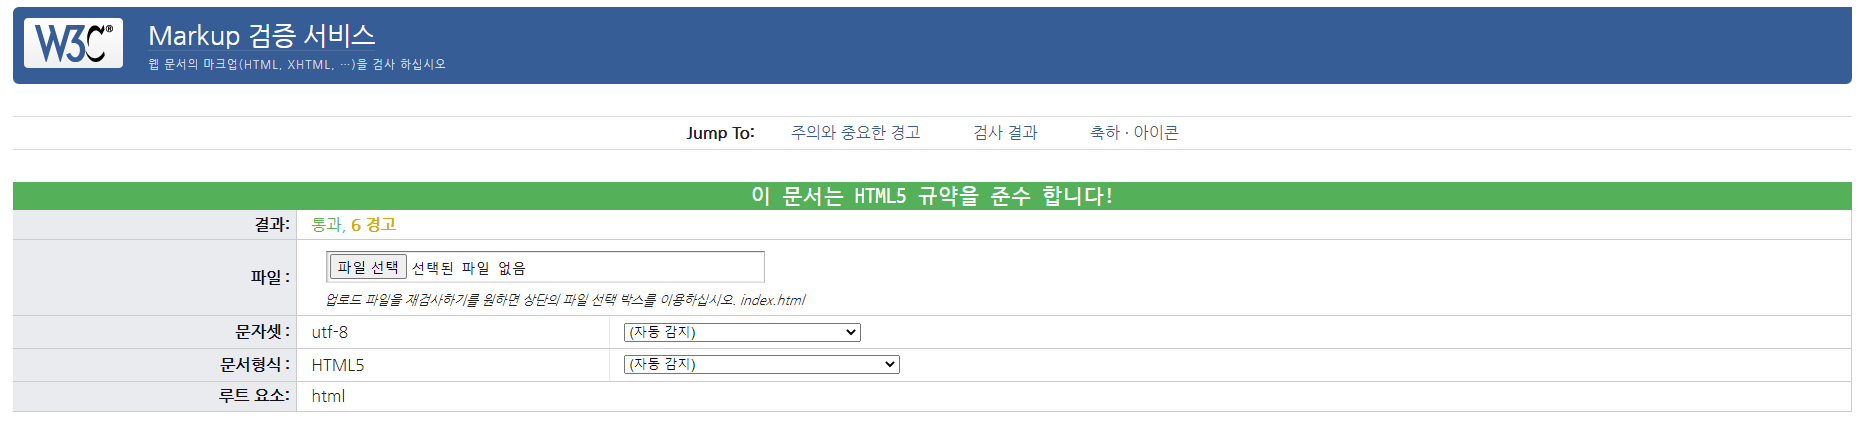 W3C® Markup 검증 서비스
웹 문서의 마크업(HTML, XHTML, …)을 검사 하십시오
Jump To: 주의와 중요한 경고 검사 결과 축하 · 아이콘
이 문서는 HTML5 규약을 준수 합니다!
결과: 통과, 6 경고
파일 : 파일 선택 선택된 파일 없음
업로드 파일을 재검사하기를 원하면 상단의 파일 선택 박스를 이용하십시오. index.html
문자셋 : utf-8 (자동 감지)
문서형식 : HTML5 (자동 감지)
루트 요소: html